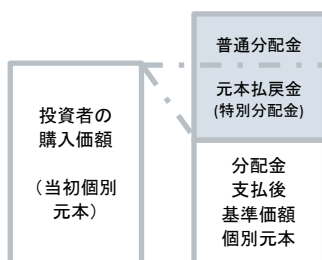 普通分配金
元本払戻金
(特別分配金)
投資者の
購入価額
（当初個別
元本）
分配金
支払後
基準価額
個別元本